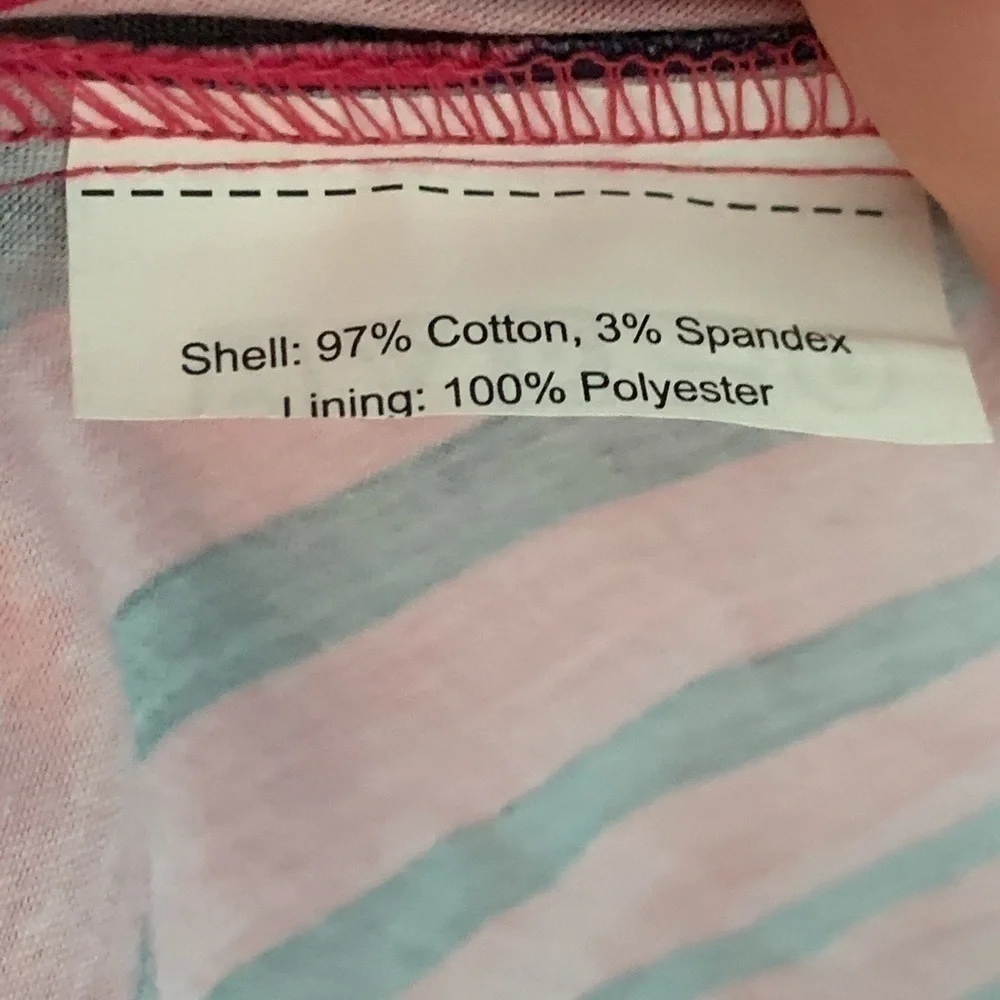 Shell: 97% Cotton, 3% Spandex
Lining: 100% Polyester